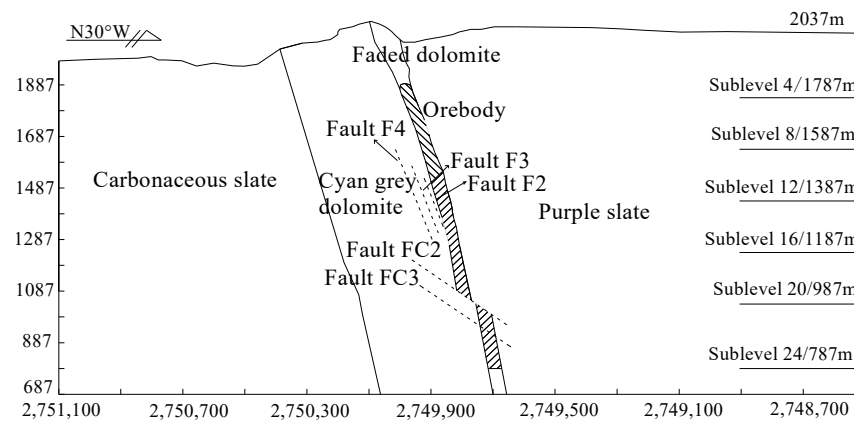 2037m
N30°W
Faded dolomite
1887
Sublevel 4/1787m
Orebody
1687
Fault F4
Sublevel 8/1587m
Fault F3
Carbonaceous slate
Cyan grey
dolomite
Fault F2
1487
Sublevel 12/1387m
Purple slate
1287
Fault FC2
Sublevel 16/1187m
Fault FC3
1087
Sublevel 20/987m
887
Sublevel 24/787m
687
2,751,100 2,750,700 2,750,300 2,749,900 2,749,500 2,749,100 2,748,700